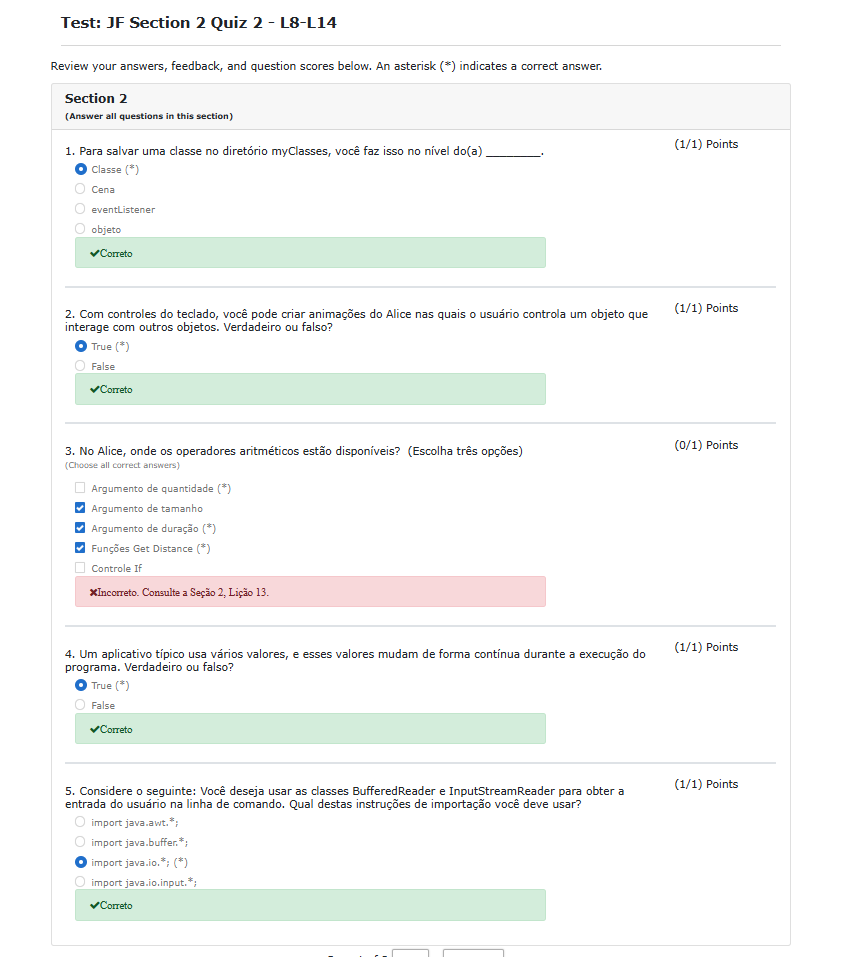 Test: JF Section 2 Quiz 2 - L8-L14
Review your answers, feedback, and question scores below. An asterisk (*) indicates a correct answer.
Section 2
(Answer all questions in this section)
1. Para salvar uma classe no diretório myClasses, você faz isso no nível do(a) _________.
(1/1) Points
Classe (*)
Cena
eventListener
objeto
✔Correto
2. Com controles do teclado, você pode criar animações do Alice nas quais o usuário controla um objeto que
interage com outros objetos. Verdadeiro ou falso?
(1/1) Points
True (*)
False
✔Correto
3. No Alice, onde os operadores aritméticos estão disponíveis?  (Escolha três opções)
(0/1) Points
(Choose all correct answers)
Argumento de quantidade (*)
Argumento de tamanho
Argumento de duração (*)
Funções Get Distance (*)
Controle If
✖Incorreto. Consulte a Seção 2, Lição 13.
4. Um aplicativo típico usa vários valores, e esses valores mudam de forma contínua durante a execução do
programa. Verdadeiro ou falso?
(1/1) Points
True (*)
False
✔Correto
5. Considere o seguinte: Você deseja usar as classes BufferedReader e InputStreamReader para obter a
entrada do usuário na linha de comando. Qual destas instruções de importação você deve usar?
(1/1) Points
import java.awt.*;
import java.buffer.*;
import java.io.*; (*)
import java.io.input.*;
✔Correto